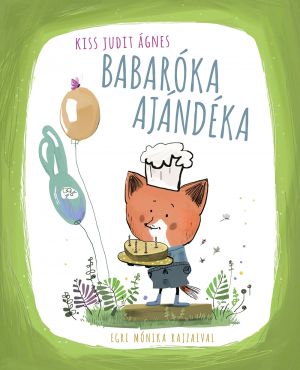 KISS JUDIT ÁGNES
BABARÓKA
AJÁNDÉKA
EGRI MÓNIKA RAJZAIVAL